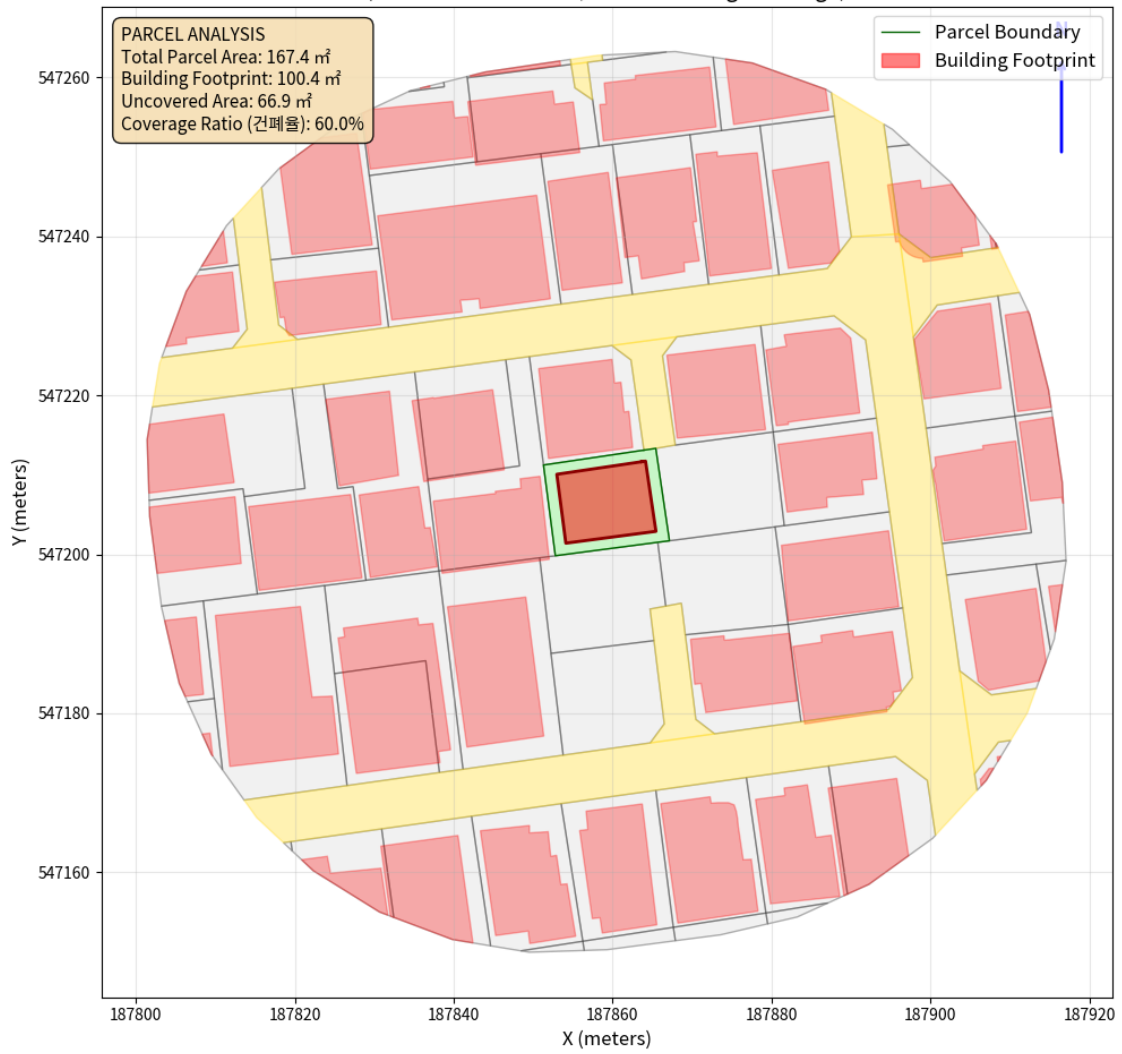 PARCEL ANALYSIS
Total Parcel Area: 167.4 ㎡
Building Footprint: 100.4 ㎡
Uncovered Area: 66.9 ㎡
Coverage Ratio (건폐율): 60.0%
Parcel Boundary
Building Footprint
N
547260
547240
547220
547200
547180
547160
Y (meters)
187800
187820
187840
187860
187880
187900
187920
X (meters)